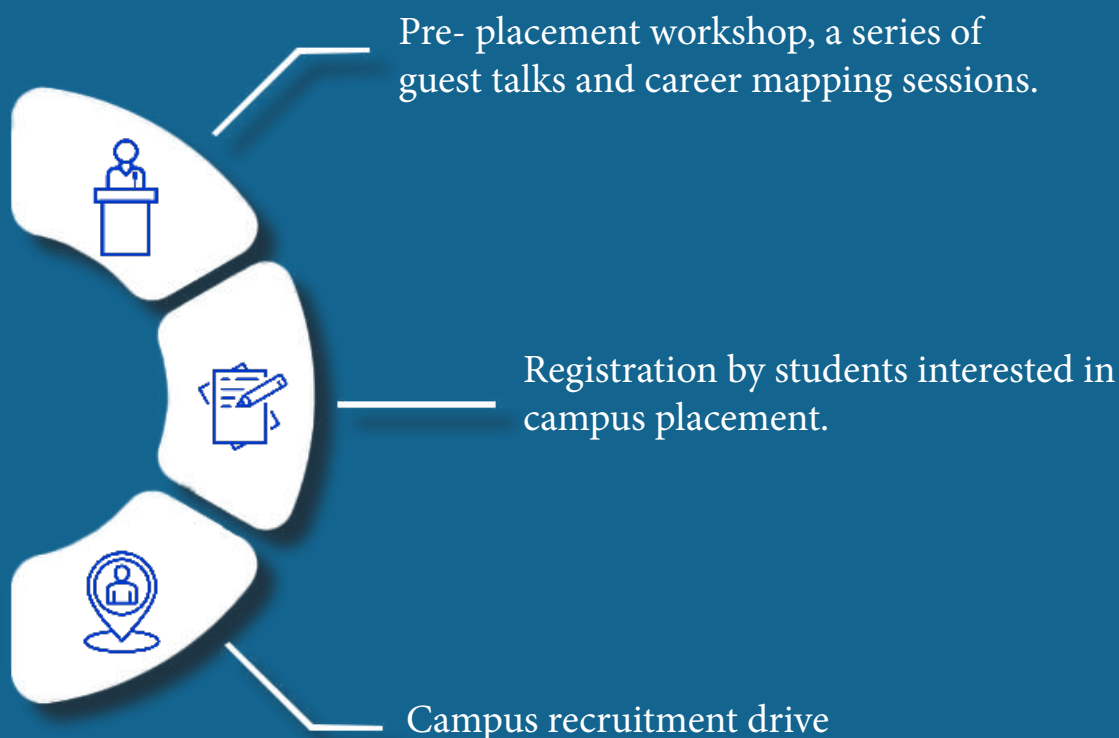 Pre- placement workshop, a series of
guest talks and career mapping sessions.
Registration by students interested in
campus placement.
Campus recruitment drive